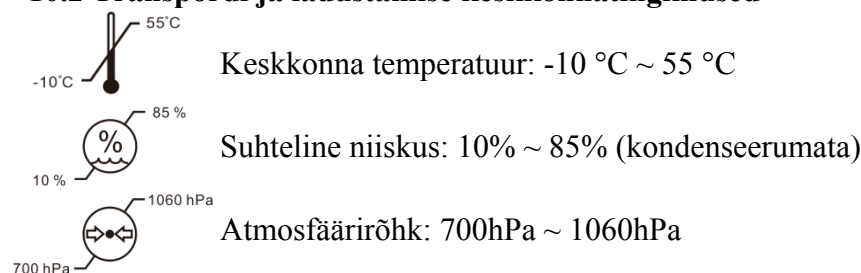 55°C
-10°C
Keskkonna temperatuur: -10 °C ~ 55 °C
85 %
%
10 %
Suhteline niiskus: 10% ~ 85% (kondenseerumata)
1060 hPa
700 hPa
Atmosfäärirõhk: 700hPa ~ 1060hPa